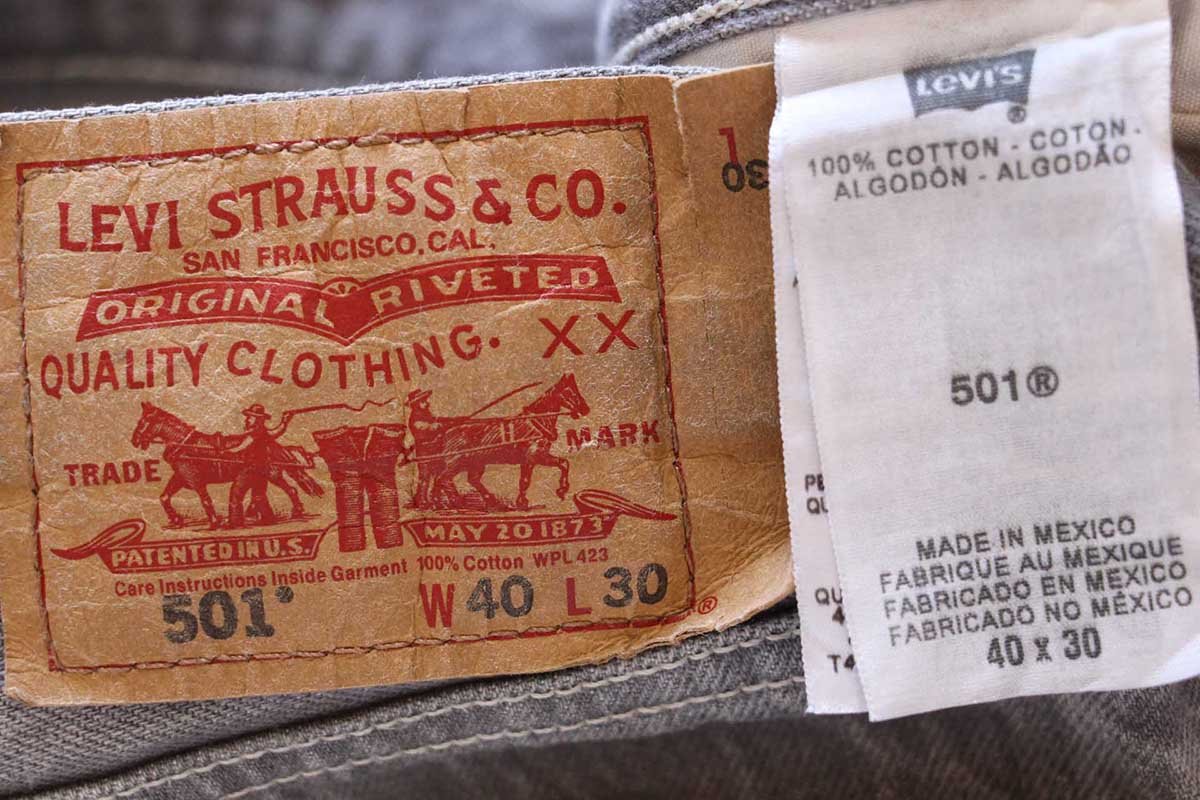 LEVI STRAUSS & CO.
SAN FRANCISCO, CAL.
ORIGINAL RIVETED
QUALITY CLOTHING. XX
TRADE MARK
PATENTED IN U.S. MAY 20 1873
Care Instructions Inside Garment 100% Cotton WPL 423
501® W 40 L 30 ®
L
30
LEVI'S®
100% COTTON - COTON -
ALGODÓN - ALGODÃO
501®
MADE IN MEXICO
FABRIQUE AU MEXIQUE
FABRICADO EN MEXICO
FABRICADO NO MÉXICO
40 x 30